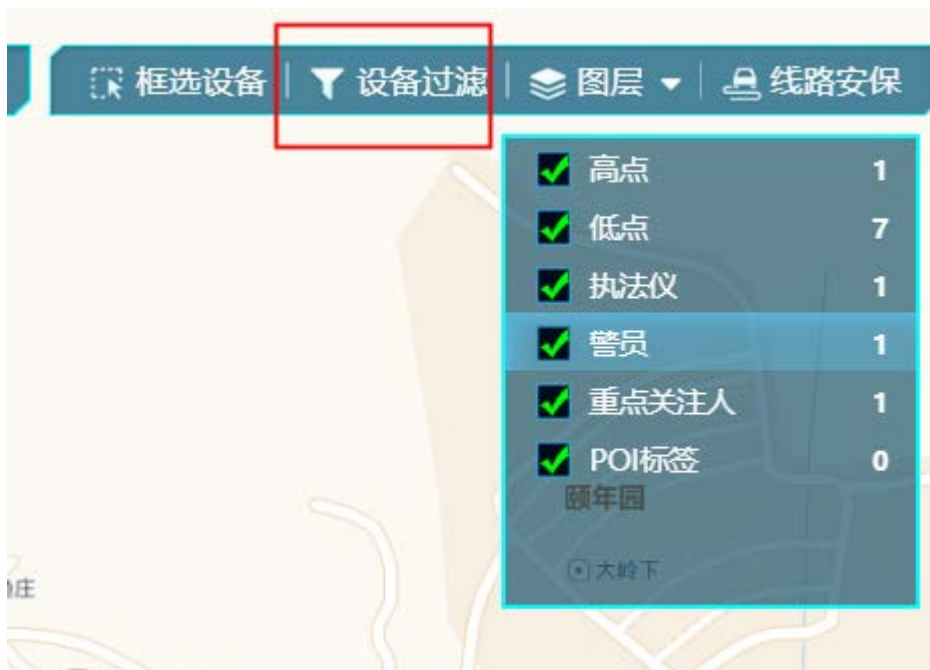 框选设备 设备过滤 图层 线路安保
高点 1
低点 7
执法仪 1
警员 1
重点关注人 1
POI标签 0
颐年园
大岭下
庄